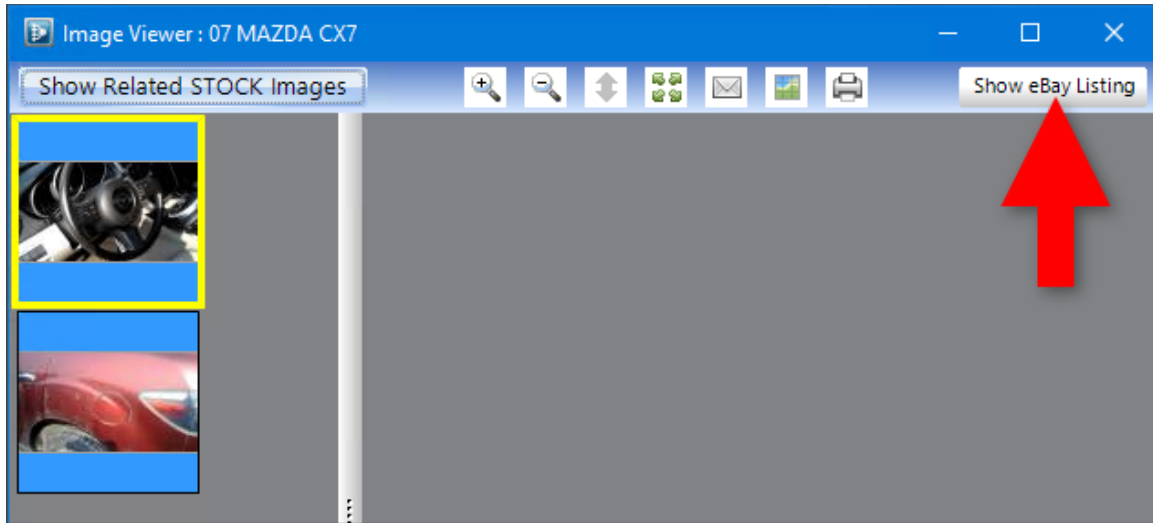 Image Viewer : 07 MAZDA CX7
Show Related STOCK Images
Show eBay Listing